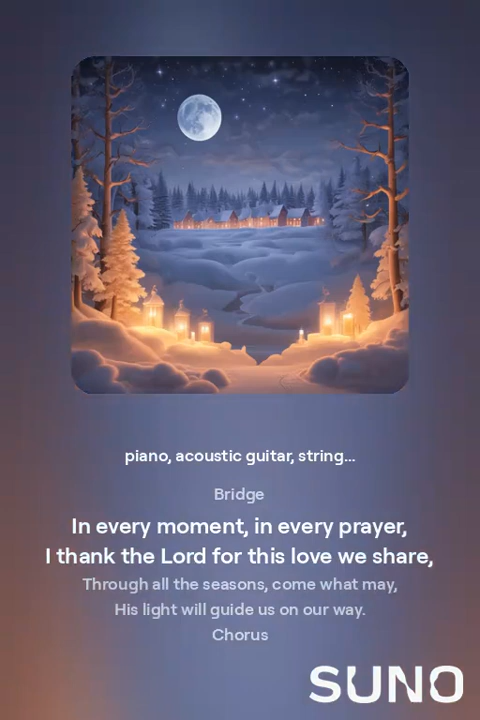 piano, acoustic guitar, string...
Bridge
In every moment, in every prayer,
I thank the Lord for this love we share,
Through all the seasons, come what may,
His light will guide us on our way.
Chorus
SUNO